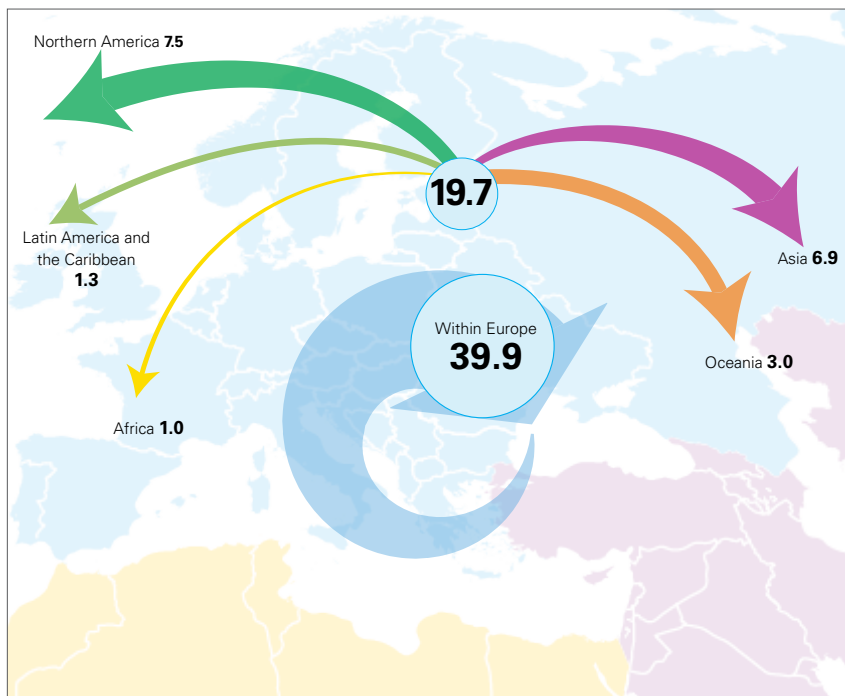 Northern America 7.5
19.7
Latin America and
the Caribbean
1.3
Asia 6.9
Within Europe
39.9
Oceania 3.0
Africa 1.0